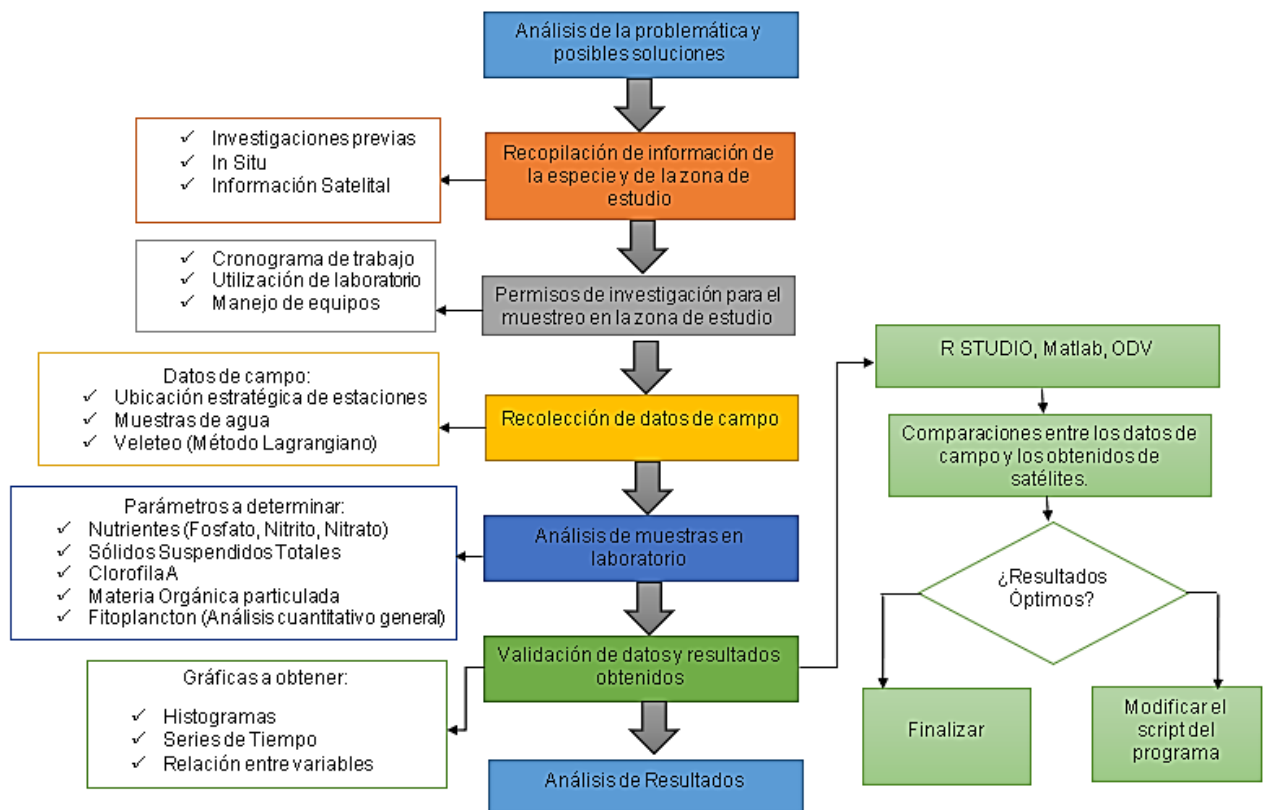 Análisis de la problemática y
posibles soluciones
✓ Investigaciones previas
✓ In Situ
✓ Información Satelital
Recopilación de información de
la especie y de la zona de
estudio
✓ Cronograma de trabajo
✓ Utilización de laboratorio
✓ Manejo de equipos
Permisos de investigación para el
muestreo en la zona de estudio
Datos de campo:
✓ Ubicación estratégica de estaciones
✓ Muestras de agua
✓ Veleteo (Método Lagrangiano)
Recolección de datos de campo
Parámetros a determinar:
✓ Nutrientes (Fosfato, Nitrito, Nitrato)
✓ Sólidos Suspendidos Totales
✓ Clorofila A
✓ Materia Orgánica particulada
✓ Fitoplancton (Análisis cuantitativo general)
Análisis de muestras en
laboratorio
Gráficas a obtener:
✓ Histogramas
✓ Series de Tiempo
✓ Relación entre variables
Validación de datos y resultados
obtenidos
Análisis de Resultados
R STUDIO, Matlab, ODV
Comparaciones entre los datos de
campo y los obtenidos de
satélites.
¿Resultados
Óptimos?
Finalizar
Modificar el
script del
programa